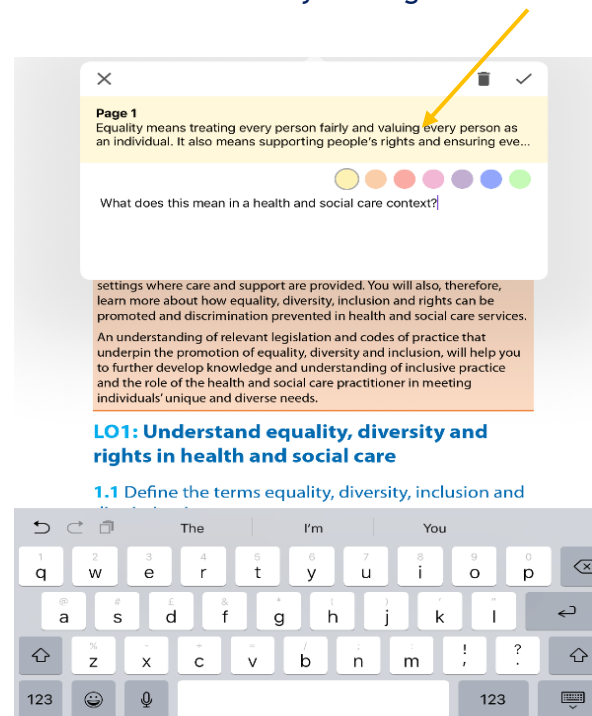 Page 1
Equality means treating every person fairly and valuing every person as
an individual. It also means supporting people's rights and ensuring eve...
What does this mean in a health and social care context?
settings where care and support are provided. You will also, therefore,
learn more about how equality, diversity, inclusion and rights can be
promoted and discrimination prevented in health and social care services.
An understanding of relevant legislation and codes of practice that
underpin the promotion of equality, diversity and inclusion, will help you
to further develop knowledge and understanding of inclusive practice
and the role of the health and social care practitioner in meeting
individuals' unique and diverse needs.
LO1: Understand equality, diversity and
rights in health and social care
1.1 Define the terms equality, diversity, inclusion and
The I'm You
1 2 3 4 5 6 7 8 9 0
q w e r t y u i o p
@ # £ & * ( ) ' "
a s d f g h j k l
% - + = / ; : ! ?
z x c v b n m , .
123 123